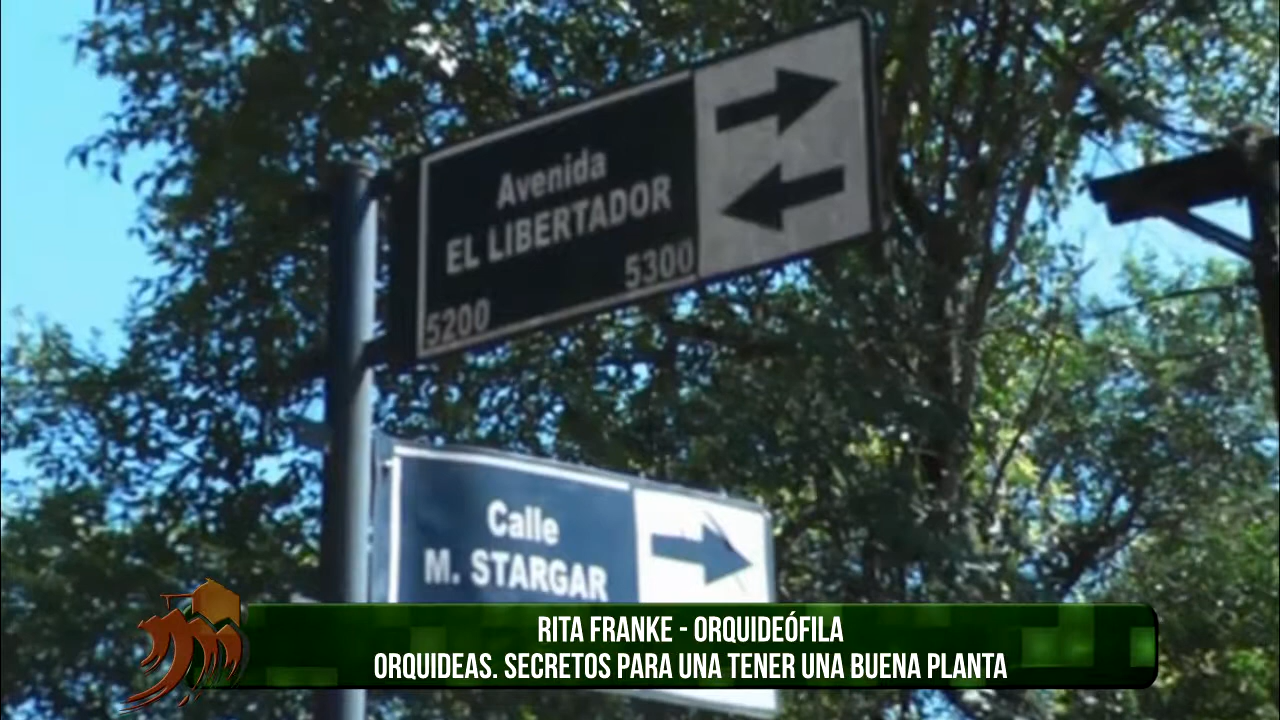 Avenida
EL LIBERTADOR
5200 5300
Calle
M. STARGAR
RITA FRANKE - ORQUIDEÓFILA
ORQUIDEAS. SECRETOS PARA UNA TENER UNA BUENA PLANTA